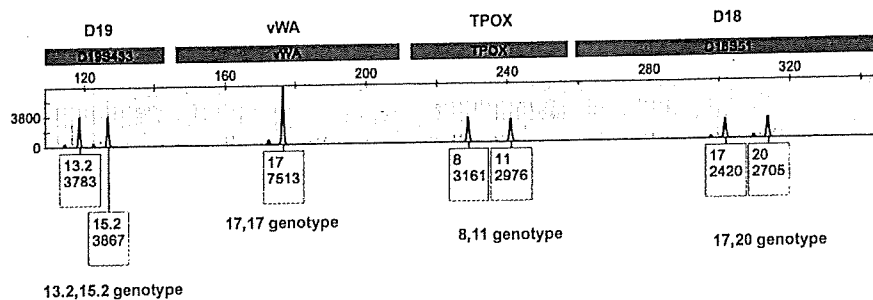 D19 vWA TPOX D18
D19S433 vWA TPOX D18S51
120 160 200 240 280 320
3800
0
13.2 17 8 11 17 20
3783 7513 3161 2976 2420 2705
15.2
3867
17,17 genotype 8,11 genotype 17,20 genotype
13.2,15.2 genotype